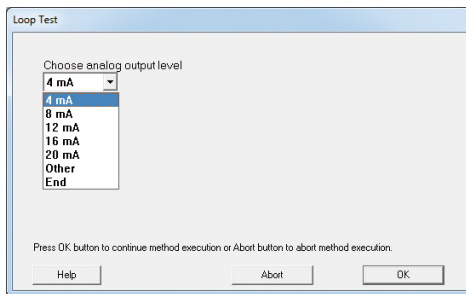 Loop Test
Choose analog output level
4 mA
4 mA
8 mA
12 mA
16 mA
20 mA
Other
End
Press OK button to continue method execution or Abort button to abort method execution.
Help Abort OK